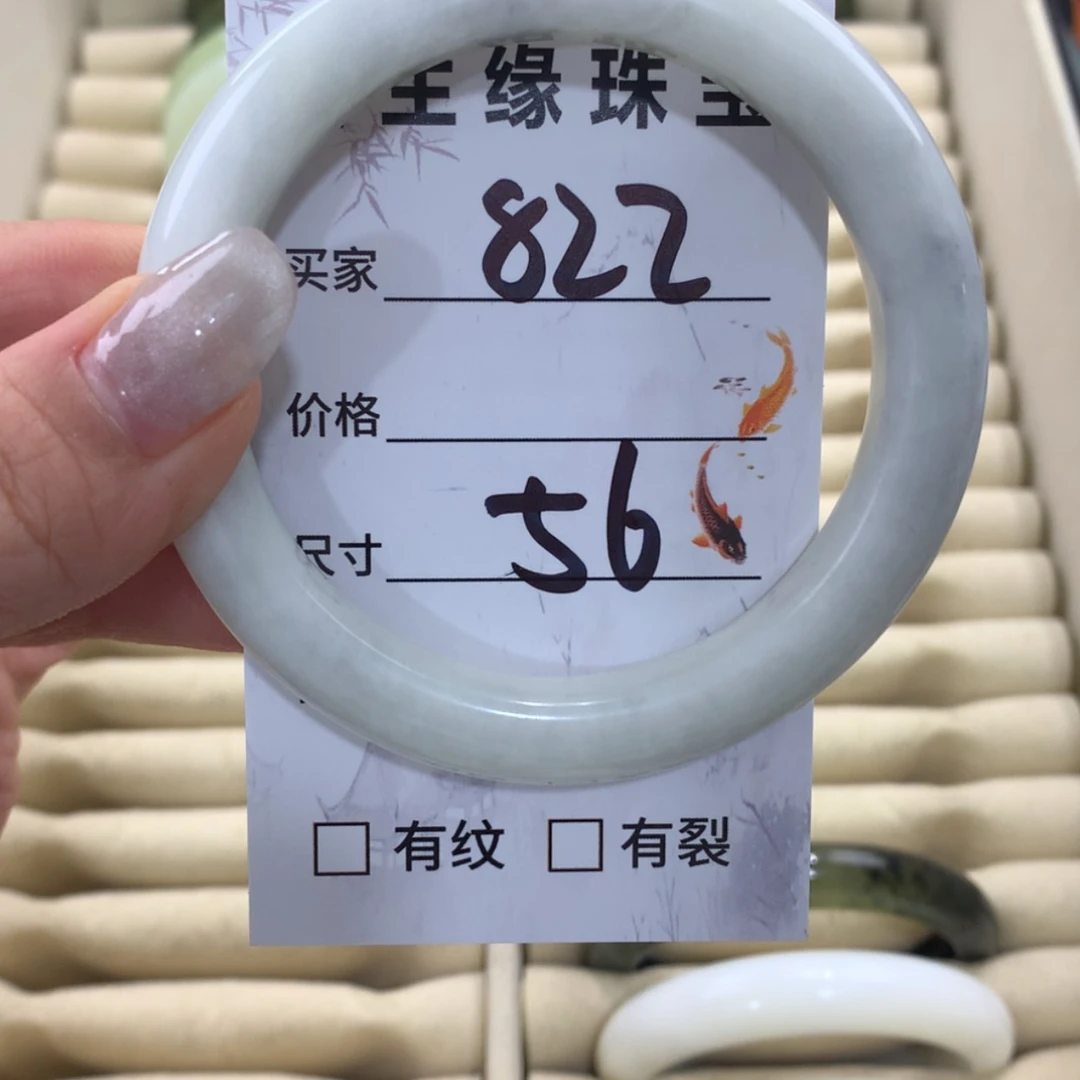 缘珠宝
买家 822
价格
尺寸 56
□ 有纹 □ 有裂